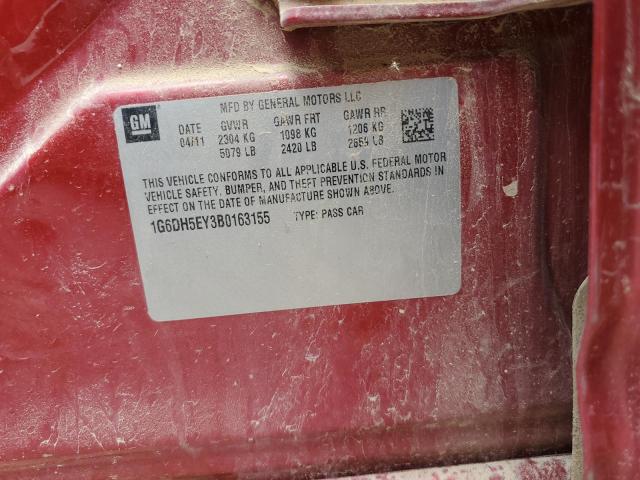 GM
MFD BY GENERAL MOTORS LLC
DATE GVWR GAWR FRT GAWR RR
04/11 2304 KG 1098 KG 1206 KG
5079 LB 2420 LB 2659 LB
THIS VEHICLE CONFORMS TO ALL APPLICABLE U.S. FEDERAL MOTOR
VEHICLE SAFETY, BUMPER, AND THEFT PREVENTION STANDARDS IN
EFFECT ON THE DATE OF MANUFACTURE SHOWN ABOVE.
1G6DH5EY3B0163155 TYPE: PASS CAR